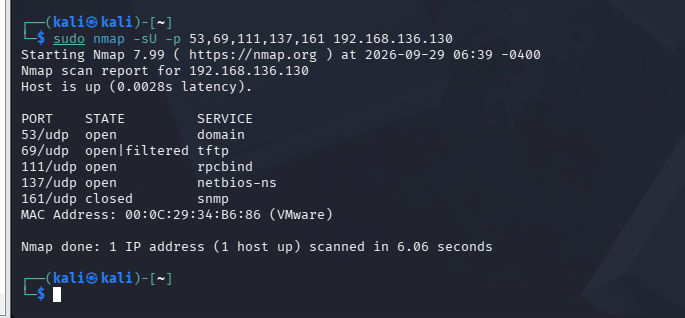 ┌──(kali㉿kali)-[~]
└─$ sudo nmap -sU -p 53,69,111,137,161 192.168.136.130
Starting Nmap 7.99 ( https://nmap.org ) at 2026-09-29 06:39 -0400
Nmap scan report for 192.168.136.130
Host is up (0.0028s latency).

PORT    STATE         SERVICE
53/udp  open          domain
69/udp  open|filtered tftp
111/udp open          rpcbind
137/udp open          netbios-ns
161/udp closed        snmp
MAC Address: 00:0C:29:34:B6:86 (VMware)

Nmap done: 1 IP address (1 host up) scanned in 6.06 seconds

┌──(kali㉿kali)-[~]
└─$